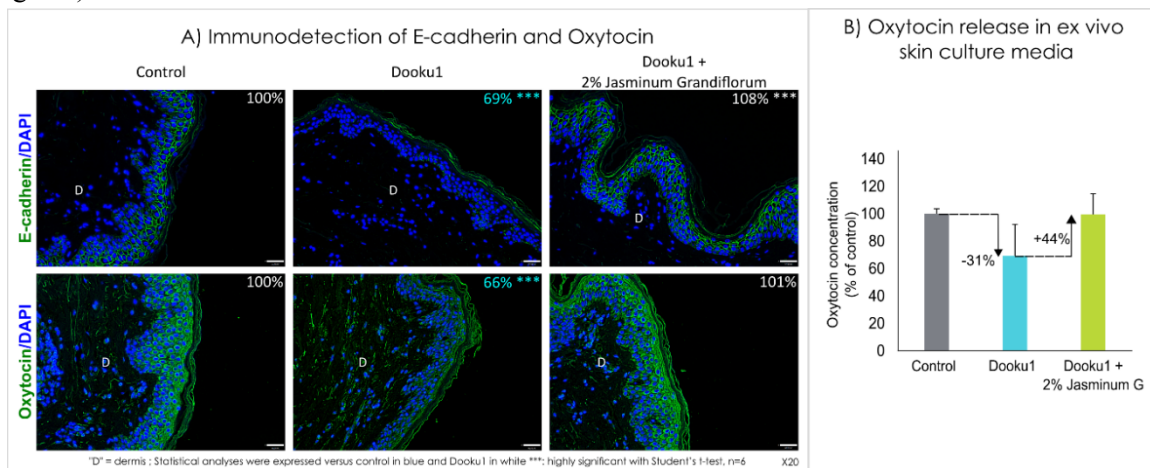 A) Immunodetection of E-cadherin and Oxytocin
Control
Dooku1
Dooku1 +
2% Jasminum Grandiflorum
E-cadherin/DAPI
100%
D
69% ***
D
108% ***
D
Oxytocin/DAPI
100%
D
66% ***
D
101%
D
"D" = dermis ; Statistical analyses were expressed versus control in blue and Dooku1 in white ***: highly significant with Student's t-test, n=6
X20
B) Oxytocin release in ex vivo
skin culture media
Oxytocin concentration
(% of control)
140
120
100
80
60
40
20
0
-31%
+44%
Control
Dooku1
Dooku1 +
2% Jasminum G